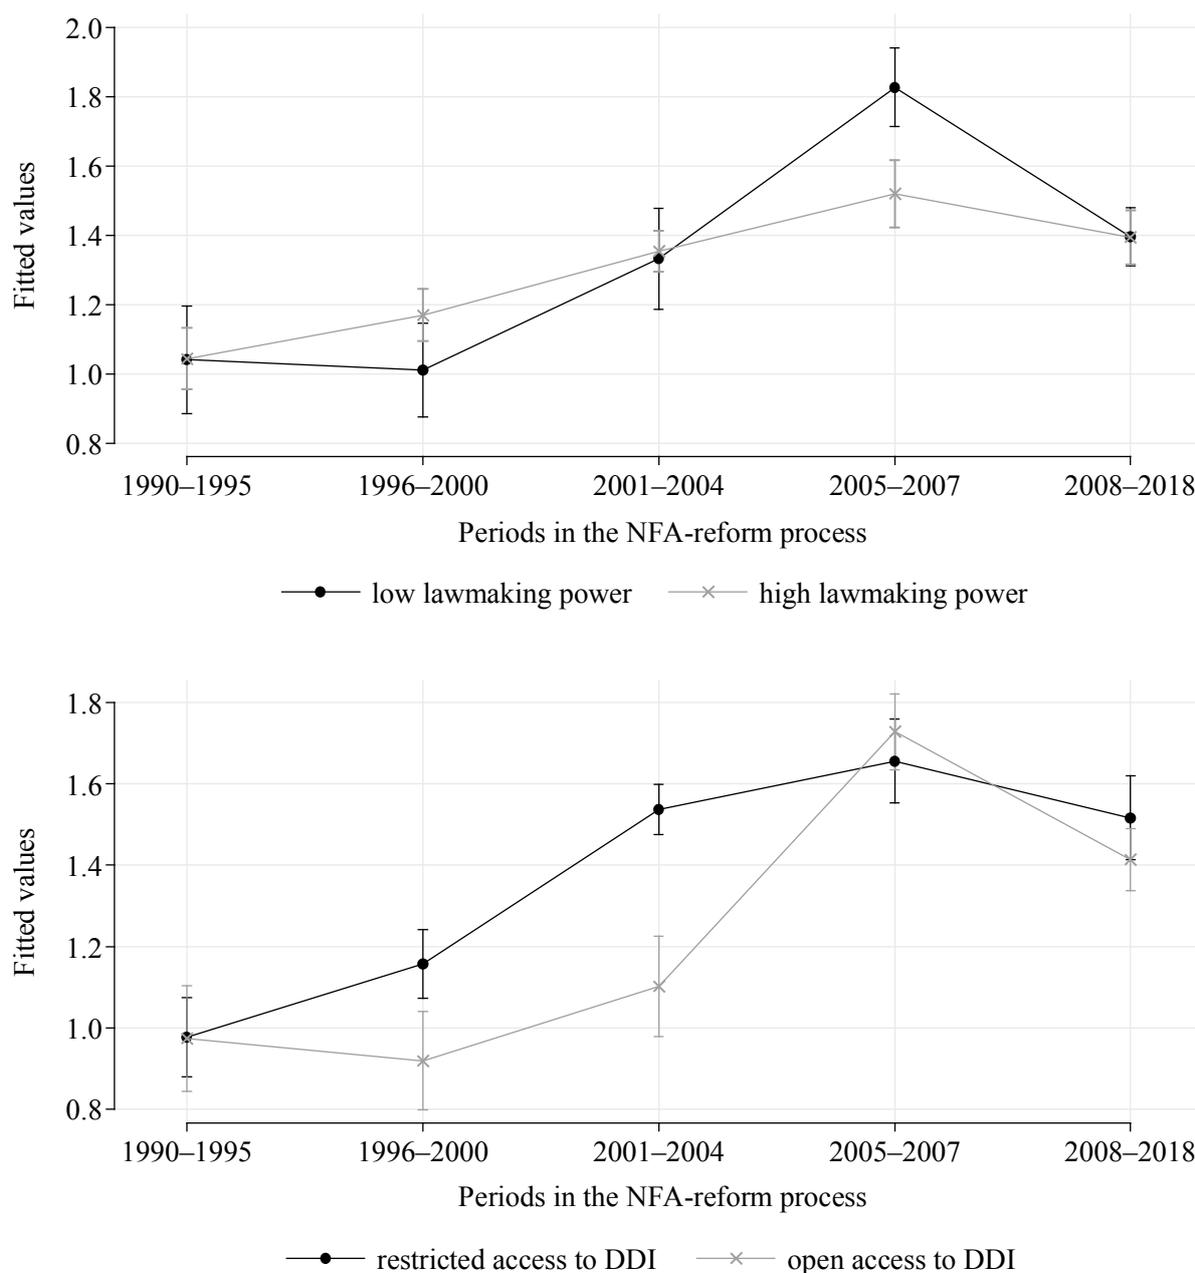 2.0
1.8
1.6
1.4
1.2
1.0
0.8
Fitted values
1990–1995 1996–2000 2001–2004 2005–2007 2008–2018
Periods in the NFA-reform process
low lawmaking power high lawmaking power
1.8
1.6
1.4
1.2
1.0
0.8
Fitted values
1990–1995 1996–2000 2001–2004 2005–2007 2008–2018
Periods in the NFA-reform process
restricted access to DDI open access to DDI